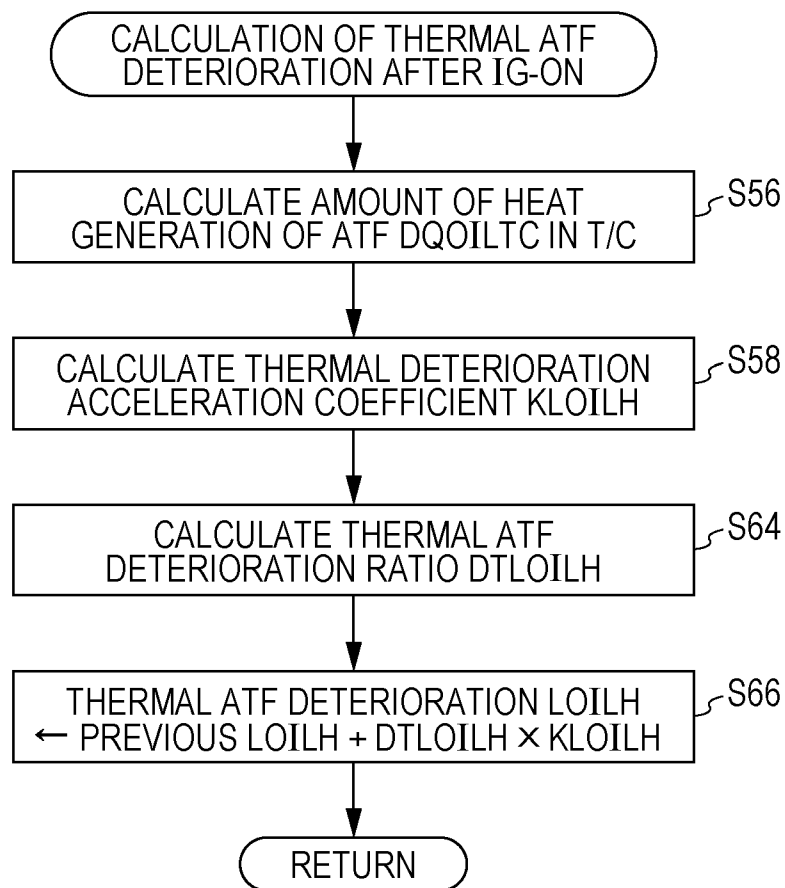 CALCULATION OF THERMAL ATF
DETERIORATION AFTER IG-ON
CALCULATE AMOUNT OF HEAT
GENERATION OF ATF DQOILTC IN T/C
S56
CALCULATE THERMAL DETERIORATION
ACCELERATION COEFFICIENT KLOILH
S58
CALCULATE THERMAL ATF
DETERIORATION RATIO DTLOILH
S64
THERMAL ATF DETERIORATION LOILH
← PREVIOUS LOILH + DTLOILH × KLOILH
S66
RETURN